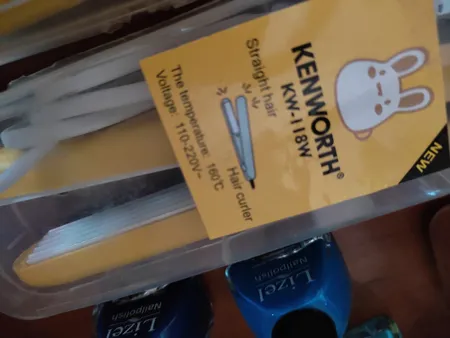 KENWORTH®
KW-118W
Straight hair
Hair curler
The temperature: 160℃
Voltage: 110-220V~
NEW
Lizel
Nailpolish
Lizel
Nailpolish